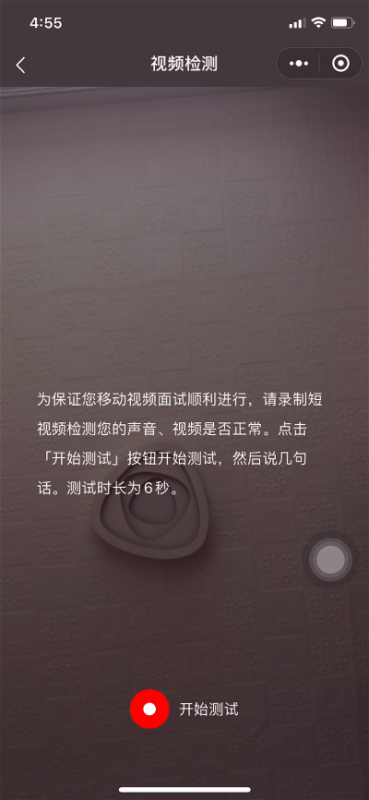 4:55
视频检测
为保证您移动视频面试顺利进行，请录制短
视频检测您的声音、视频是否正常。点击
「开始测试」按钮开始测试，然后说几句
话。测试时长为6秒。
开始测试